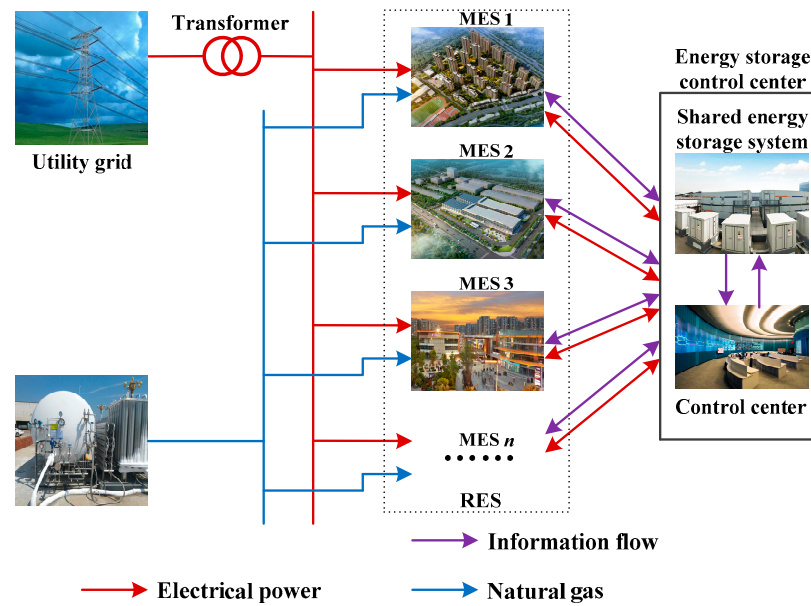 Transformer
MES 1
Energy storage
control center
Shared energy
storage system
Utility grid
MES 2
MES 3
Control center
MES n
......
RES
Information flow
Electrical power
Natural gas